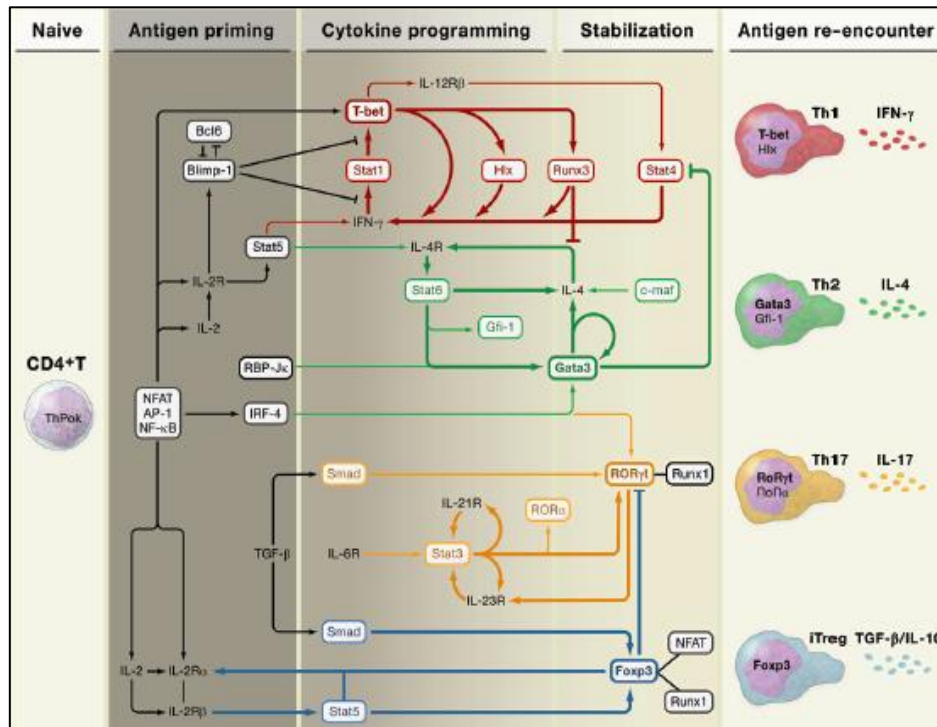 Naive
Antigen priming
Cytokine programming
Stabilization
Antigen re-encounter
IL-12Rβ
T-bet
Bcl6
Blimp-1
Stat1
Hlx
Runx3
Stat4
IFN-γ
Stat5
IL-4R
IL-2R
Stat6
IL-4
c-maf
IL-2
Gfi-1
RBP-Jκ
Gata3
CD4+T
ThPok
NFAT
AP-1
NF-κB
IRF-4
Smad
RORγt
Runx1
IL-21R
RORα
TGF-β
IL-6R
Stat3
IL-23R
Smad
NFAT
IL-2
IL-2Rα
Foxp3
IL-2Rβ
Stat5
Runx1
Th1
IFN-γ
T-bet
Hlx
Th2
IL-4
Gata3
Gfi-1
Th17
IL-17
RoRγt
iTreg
TGF-β/IL-10
Foxp3